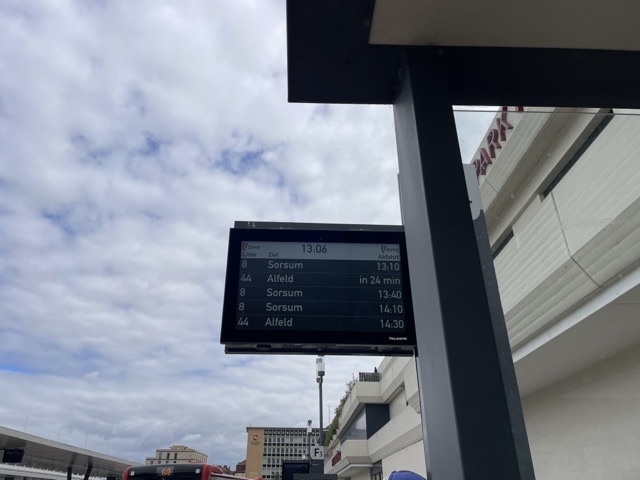 PARK
13:06
Linie Ziel Abfahrt
8 Sorsum 13:10
44 Alfeld in 24 min
8 Sorsum 13:40
8 Sorsum 14:10
44 Alfeld 14:30
F